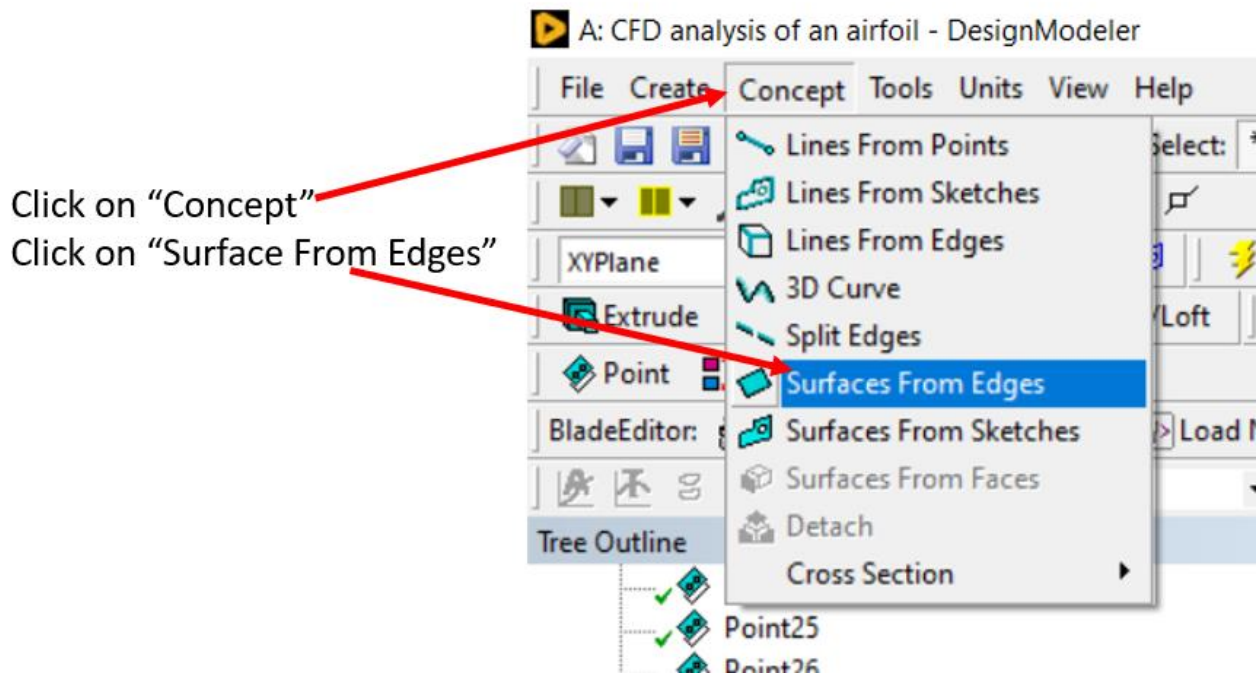 A: CFD analysis of an airfoil - DesignModeler
File Create Concept Tools Units View Help
Lines From Points
Select:
Lines From Sketches
Click on “Concept”
Click on “Surface From Edges”
Lines From Edges
XYPlane
3D Curve
Extrude
/Loft
Split Edges
Point
Surfaces From Edges
BladeEditor:
Surfaces From Sketches
Load
Surfaces From Faces
Detach
Tree Outline
Cross Section
Point25
Point26